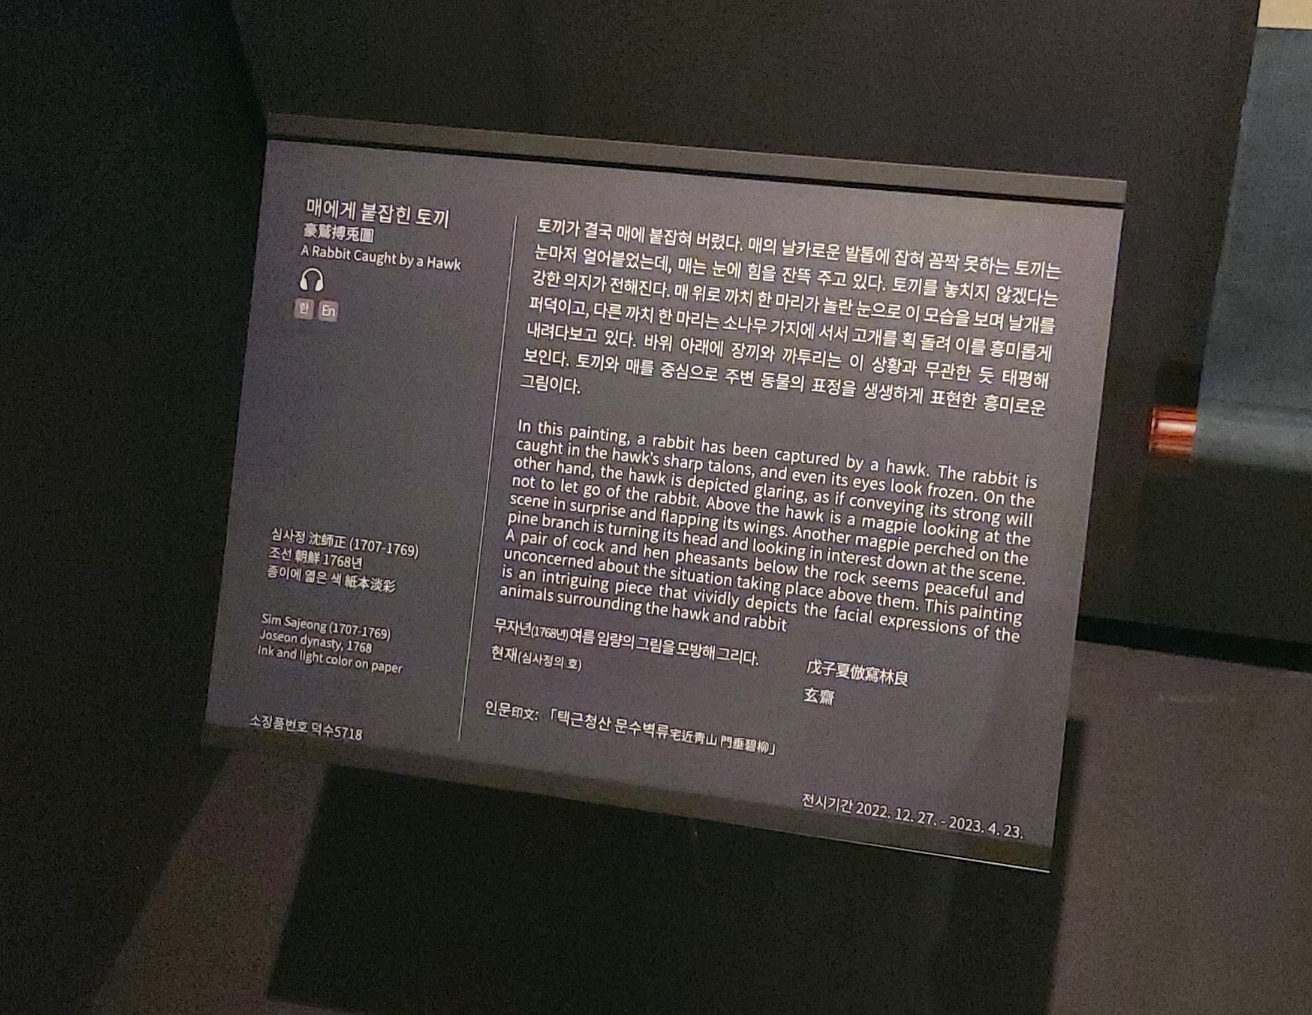 매에게 붙잡힌 토끼
豪鷲搏兎圖
A Rabbit Caught by a Hawk
한 En
심사정 沈師正 (1707-1769)
조선 朝鮮 1768년
종이에 엷은 색 紙本淡彩
Sim Sajeong (1707-1769)
Joseon dynasty, 1768
Ink and light color on paper
소장품번호 덕수5718
토끼가 결국 매에 붙잡혀 버렸다. 매의 날카로운 발톱에 잡혀 꼼짝 못하는 토끼는
눈마저 얼어붙었는데, 매는 눈에 힘을 잔뜩 주고 있다. 토끼를 놓치지 않겠다는
강한 의지가 전해진다. 매 위로 까치 한 마리가 놀란 눈으로 이 모습을 보며 날개를
퍼덕이고, 다른 까치 한 마리는 소나무 가지에 서서 고개를 획 돌려 이를 흥미롭게
내려다보고 있다. 바위 아래에 장끼와 까투리는 이 상황과 무관한 듯 태평해
보인다. 토끼와 매를 중심으로 주변 동물의 표정을 생생하게 표현한 흥미로운
그림이다.
In this painting, a rabbit has been captured by a hawk. The rabbit is
caught in the hawk's sharp talons, and even its eyes look frozen. On the
other hand, the hawk is depicted glaring, as if conveying its strong will
not to let go of the rabbit. Above the hawk is a magpie looking at the
scene in surprise and flapping its wings. Another magpie perched on the
pine branch is turning its head and looking in interest down at the scene.
A pair of cock and hen pheasants below the rock seems peaceful and
unconcerned about the situation taking place above them. This painting
is an intriguing piece that vividly depicts the facial expressions of the
animals surrounding the hawk and rabbit
무자년(1768년) 여름 임량의 그림을 모방해 그리다.
현재(심사정의 호)
戊子夏倣寫林良
玄齋
인문印文: 「택근청산 문수벽류宅近靑山 門垂碧柳」
전시기간 2022. 12. 27. - 2023. 4. 23.